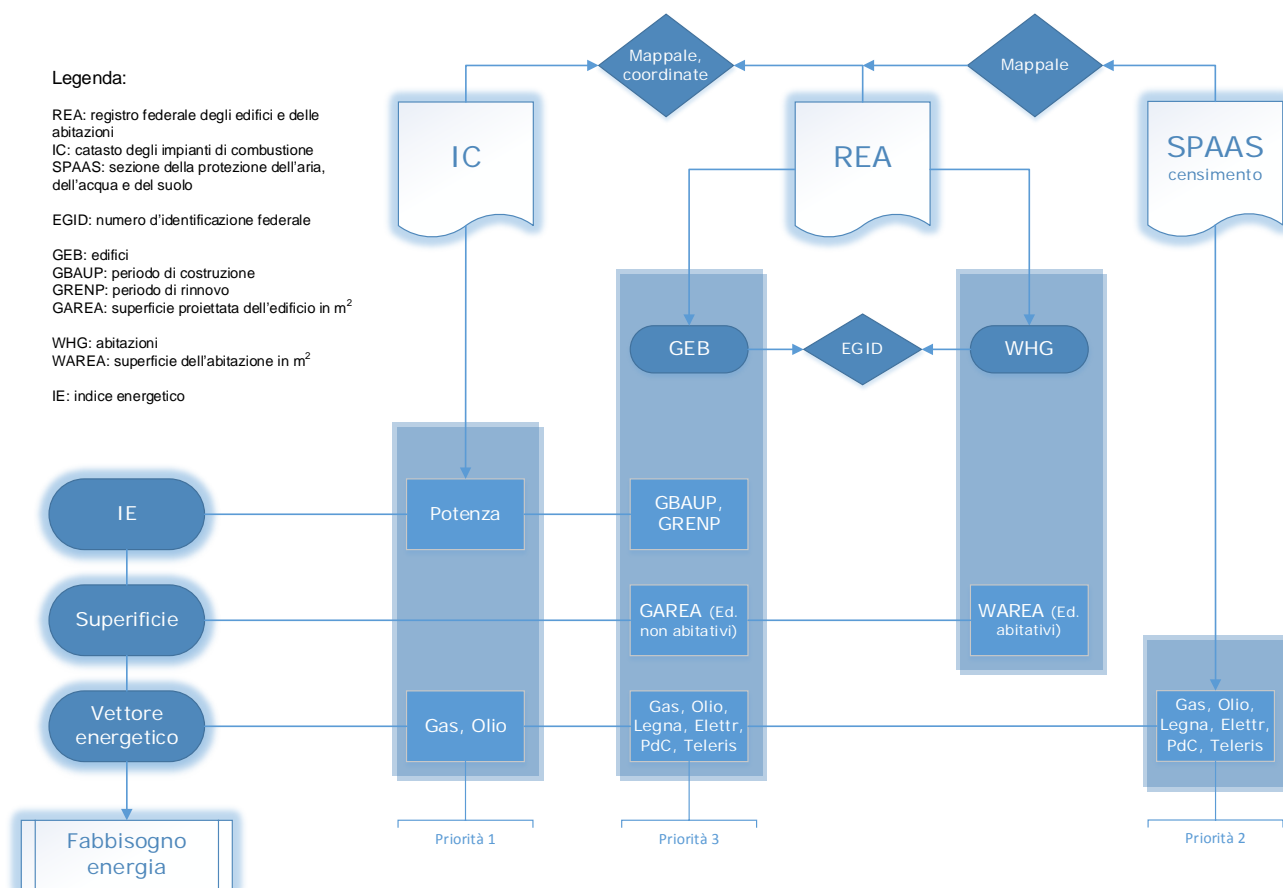 Legenda:
REA: registro federale degli edifici e delle
abitazioni
IC: catasto degli impianti di combustione
SPAAS: sezione della protezione dell'aria,
dell'acqua e del suolo
EGID: numero d'identificazione federale
GEB: edifici
GBAUP: periodo di costruzione
GRENP: periodo di rinnovo
GAREA: superficie proiettata dell'edificio in m²
WHG: abitazioni
WAREA: superficie dell'abitazione in m²
IE: indice energetico
Mappale,
coordinate
Mappale
IC
REA
SPAAS
censimento
GEB
EGID
WHG
IE
Potenza
GBAUP,
GRENP
Superificie
GAREA (Ed.
non abitativi)
WAREA (Ed.
abitativi)
Vettore
energetico
Gas, Olio
Gas, Olio,
Legna, Elettr,
PdC, Teleris
Gas, Olio,
Legna, Elettr,
PdC, Teleris
Priorità 1
Priorità 3
Priorità 2
Fabbisogno
energia